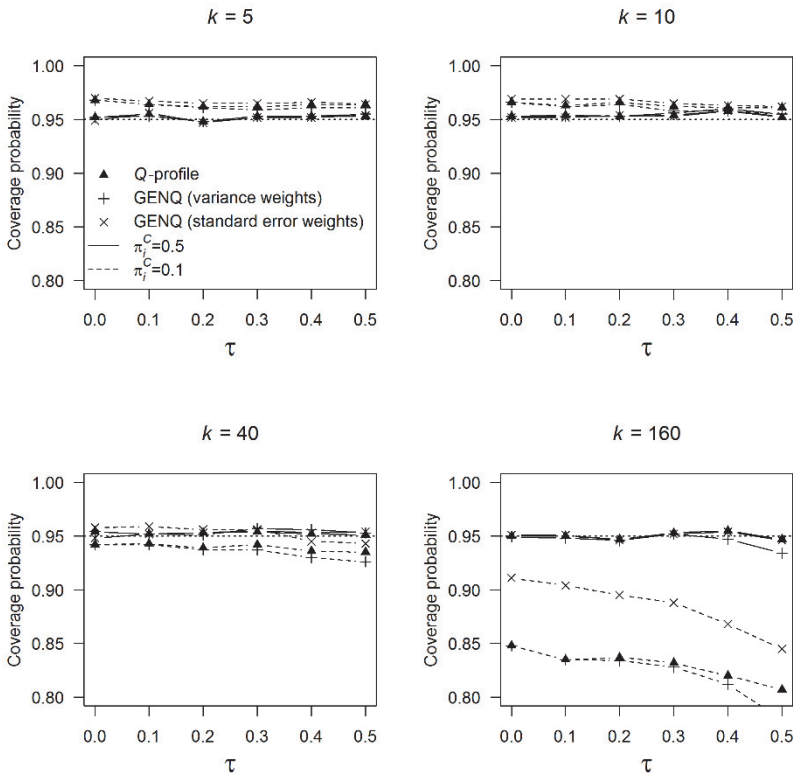 k = 5
1.00
0.95
0.90
0.85
0.80
Coverage probability
Q-profile
GENQ (variance weights)
GENQ (standard error weights)
π_i^C=0.5
π_i^C=0.1
0.0 0.1 0.2 0.3 0.4 0.5
τ
k = 10
1.00
0.95
0.90
0.85
0.80
Coverage probability
0.0 0.1 0.2 0.3 0.4 0.5
τ
k = 40
1.00
0.95
0.90
0.85
0.80
Coverage probability
0.0 0.1 0.2 0.3 0.4 0.5
τ
k = 160
1.00
0.95
0.90
0.85
0.80
Coverage probability
0.0 0.1 0.2 0.3 0.4 0.5
τ